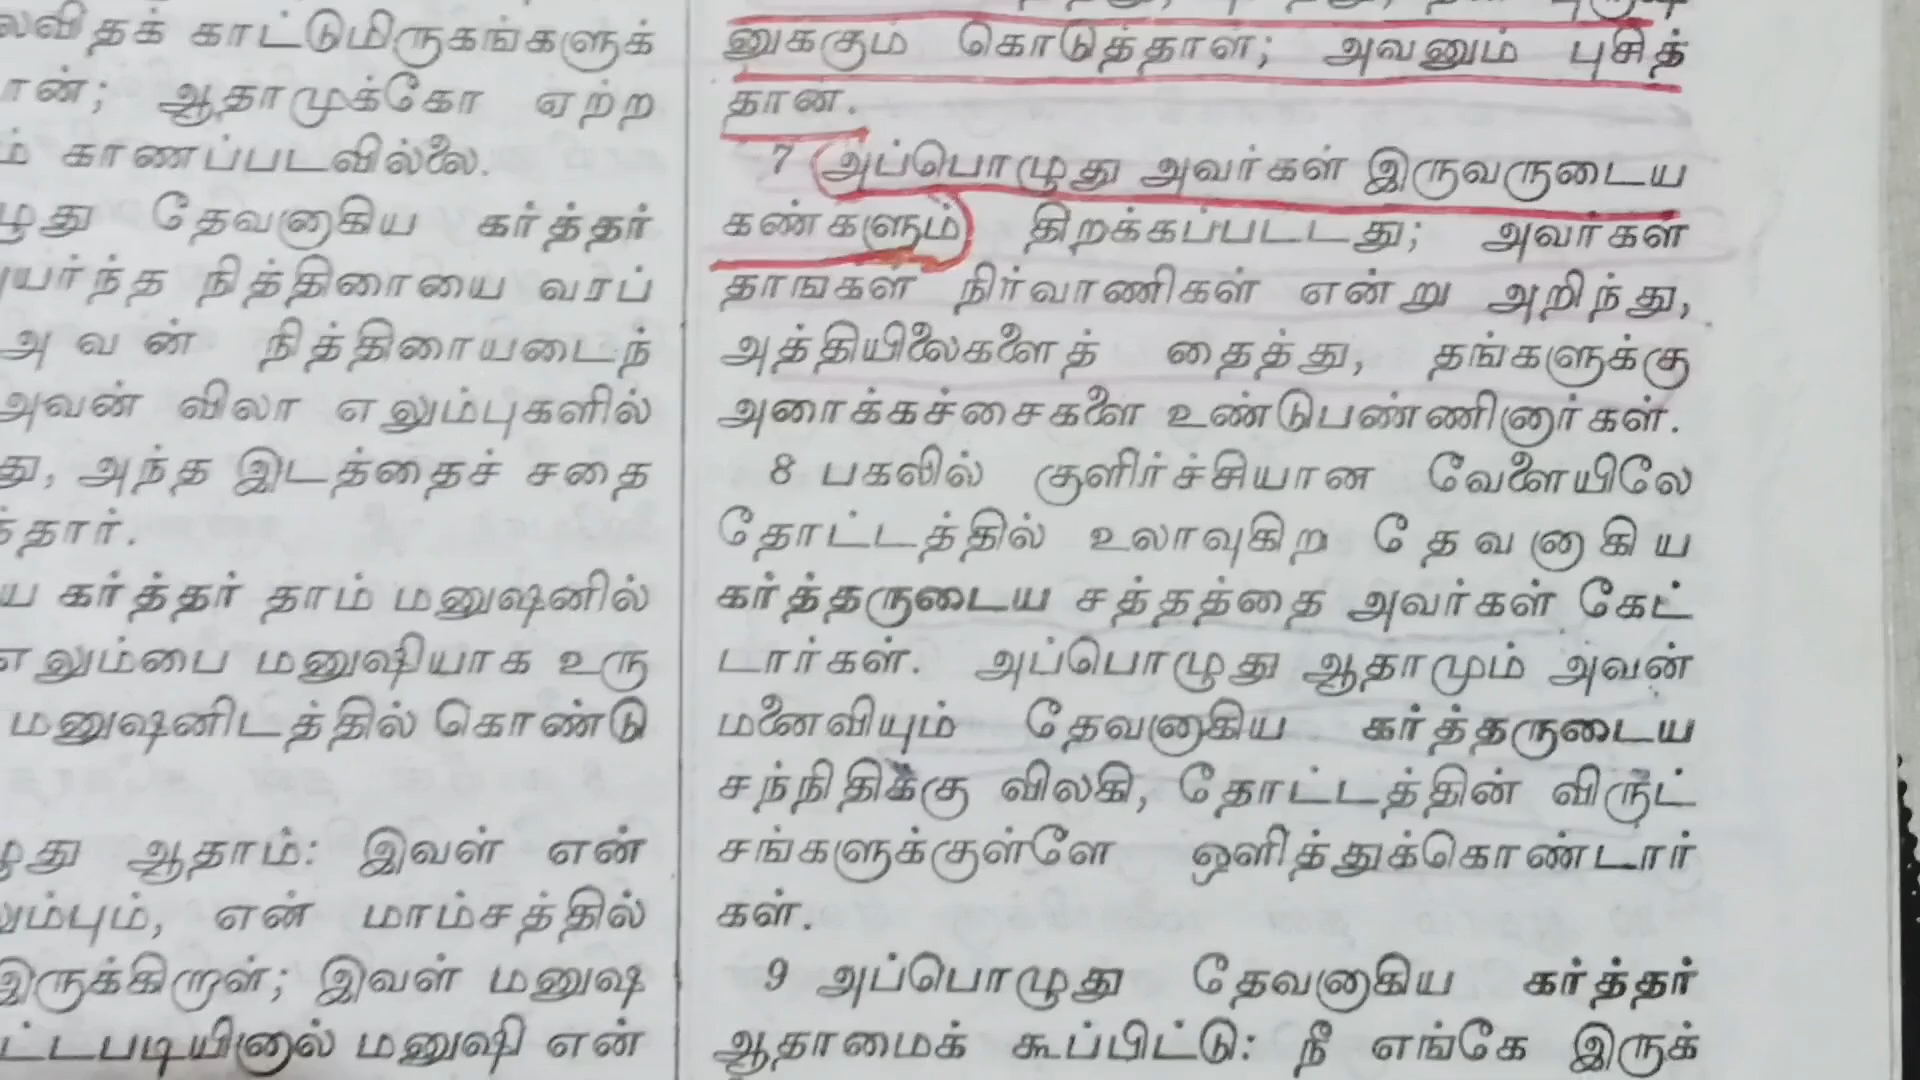 லவிதக் காட்டுமிருகங்களுக்
ான்; ஆதாமுக்கோ ஏற்ற
ம் காணப்படவில்லை.
ழுது தேவனாகிய கர்த்தர்
யர்ந்த நித்திரையை வரப்
அவன் நித்திரையடைந்
அவன் விலா எலும்புகளில்
து, அந்த இடத்தைச் சதை
த்தார்.
ய கர்த்தர் தாம் மனுஷனில்
எலும்பை மனுஷியாக உரு
மனுஷனிடத்தில் கொண்டு
ழுது ஆதாம்: இவள் என்
லும்பும், என் மாம்சத்தில்
இருக்கிறாள்; இவள் மனுஷ
ட்டபடியினால் மனுஷி என்
னுக்கும் கொடுத்தாள்; அவனும் புசித்
தான்.
7 அப்பொழுது அவர்கள் இருவருடைய
கண்களும் திறக்கப்பட்டது; அவர்கள்
தாங்கள் நிர்வாணிகள் என்று அறிந்து,
அத்தியிலைகளைத் தைத்து, தங்களுக்கு
அரைக்கச்சைகளை உண்டுபண்ணினார்கள்.
8 பகலில் குளிர்ச்சியான வேளையிலே
தோட்டத்தில் உலாவுகிற தேவனாகிய
கர்த்தருடைய சத்தத்தை அவர்கள் கேட்
டார்கள். அப்பொழுது ஆதாமும் அவன்
மனைவியும் தேவனாகிய கர்த்தருடைய
சந்நிதிக்கு விலகி, தோட்டத்தின் விருட்
சங்களுக்குள்ளே ஒளித்துக்கொண்டார்
கள்.
9 அப்பொழுது தேவனாகிய கர்த்தர்
ஆதாமைக் கூப்பிட்டு: நீ எங்கே இருக்